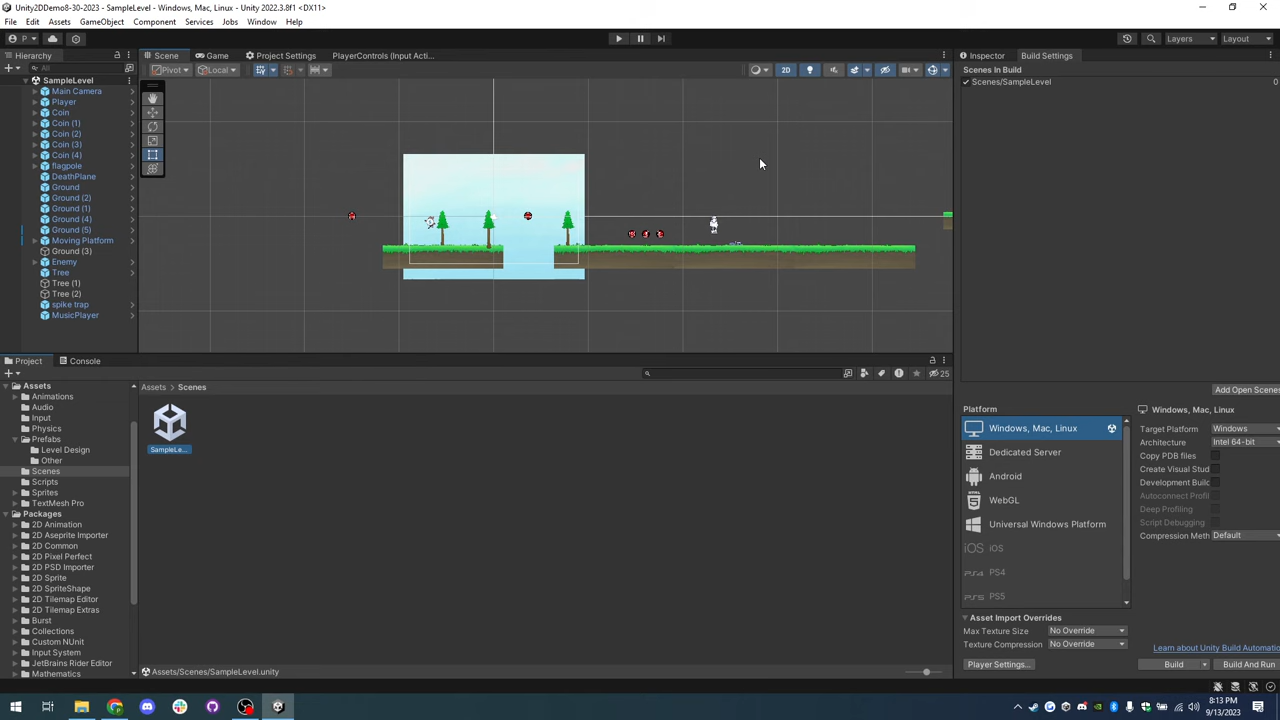 Unity2DDemo8-30-2023 - SampleLevel - Windows, Mac, Linux - Unity 2022.3.8f1 <DX11>
File Edit Assets GameObject Component Services Jobs Window Help
P
Layers Layout
Hierarchy
Scene Game Project Settings PlayerControls (Input Acti...
Inspector Build Settings
All
Pivot Local
2D
Scenes In Build
Scenes/SampleLevel 0
SampleLevel
Main Camera
Player
Coin
Coin (1)
Coin (2)
Coin (3)
Coin (4)
flagpole
DeathPlane
Ground
Ground (2)
Ground (1)
Ground (4)
Ground (5)
Moving Platform
Ground (3)
Enemy
Tree
Tree (1)
Tree (2)
spike trap
MusicPlayer
Project Console
25
Assets
Animations
Audio
Input
Physics
Prefabs
Level Design
Other
Scenes
Scripts
Sprites
TextMesh Pro
Packages
2D Animation
2D Aseprite Importer
2D Common
2D Pixel Perfect
2D PSD Importer
2D Sprite
2D SpriteShape
2D Tilemap Editor
2D Tilemap Extras
Burst
Collections
Custom NUnit
Input System
JetBrains Rider Editor
Mathematics
Assets > Scenes
SampleLe...
Assets/Scenes/SampleLevel.unity
Add Open Scenes
Platform
Windows, Mac, Linux
Dedicated Server
Android
WebGL
Universal Windows Platform
iOS iOS
PS4 PS4
PS5 PS5
Windows, Mac, Linux
Target Platform Windows
Architecture Intel 64-bit
Copy PDB files
Create Visual Stud
Development Build
Autoconnect Profil
Deep Profiling
Script Debugging
Compression Meth Default
Asset Import Overrides
Max Texture Size No Override
Texture Compression No Override
Learn about Unity Build Automatio
Player Settings... Build Build And Run
8:13 PM
9/13/2023